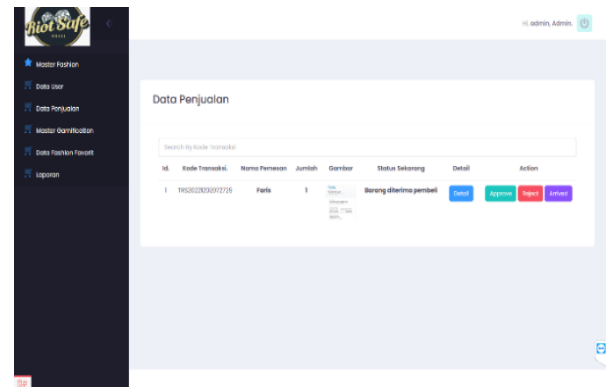 Riot Safe
Hi, admin, Admin.
Master Fashion
Data User
Data Penjualan
Master Gamification
Data Fashion Favorit
Laporan
Data Penjualan
Search By Kode Transaksi
Id. Kode Transaksi. Nama Pemesan Jumlah Gambar Status Sekarang Detail Action
1 Faris 1 Barang diterima pembeli Detail Approve Reject Arrived